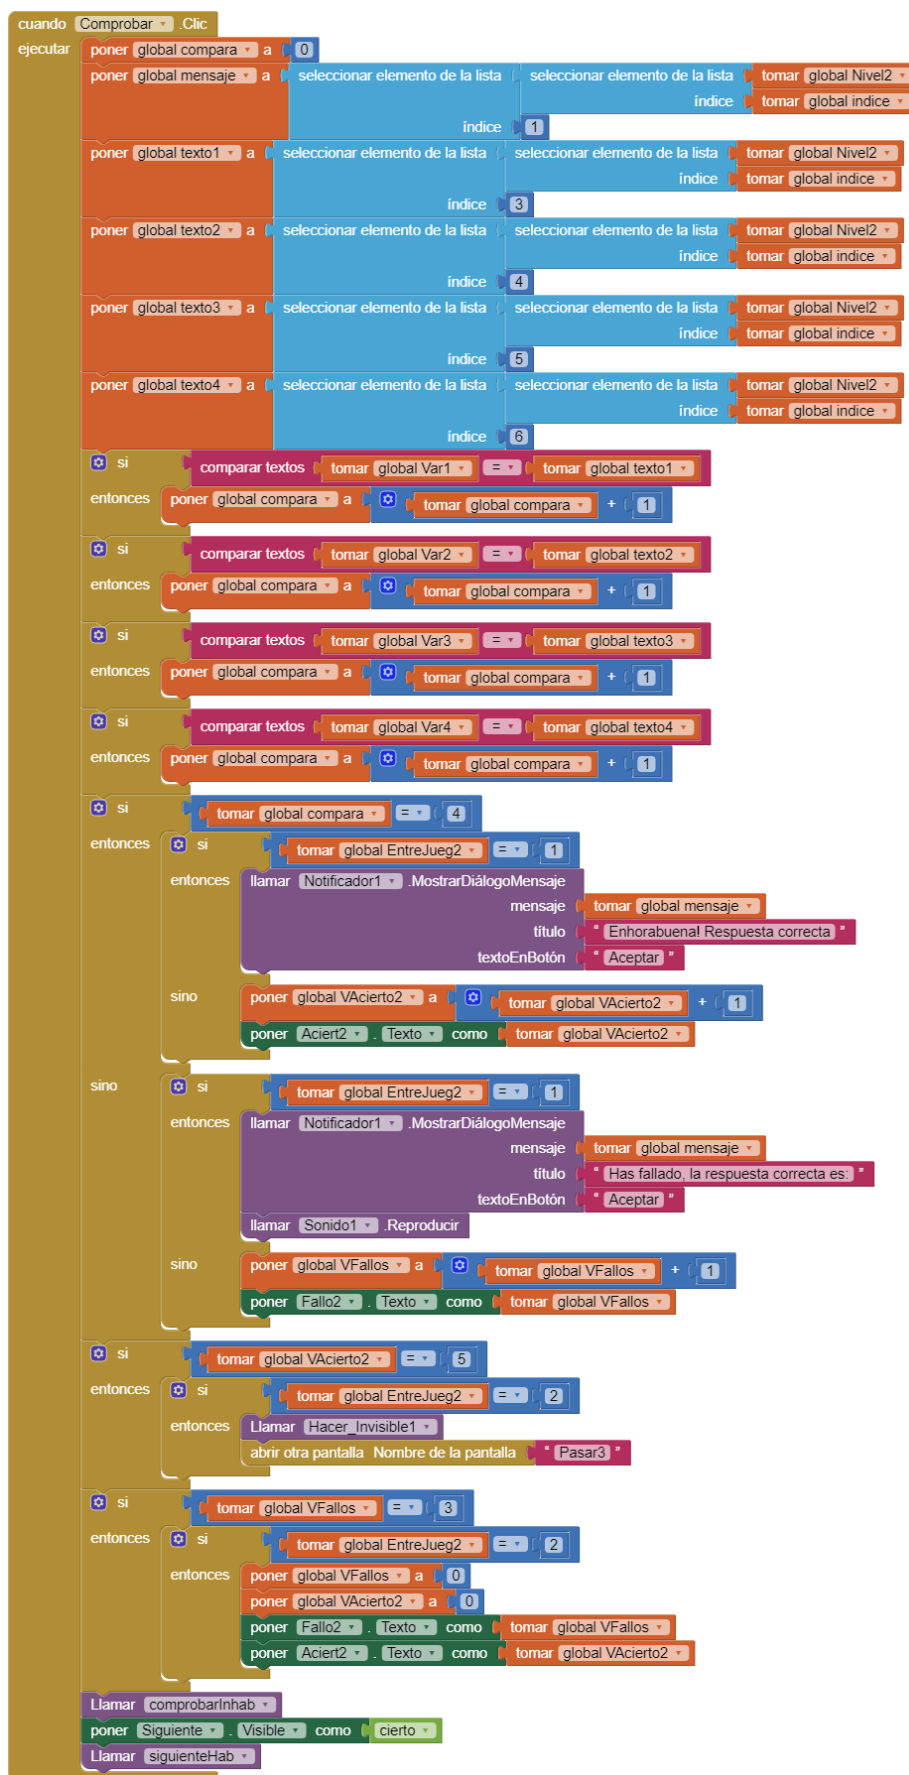 cuando Comprobar .Clic
ejecutar poner global compara a 0
poner global mensaje a seleccionar elemento de la lista seleccionar elemento de la lista tomar global Nivel2
índice tomar global indice
índice 1
poner global texto1 a seleccionar elemento de la lista seleccionar elemento de la lista tomar global Nivel2
índice tomar global indice
índice 3
poner global texto2 a seleccionar elemento de la lista seleccionar elemento de la lista tomar global Nivel2
índice tomar global indice
índice 4
poner global texto3 a seleccionar elemento de la lista seleccionar elemento de la lista tomar global Nivel2
índice tomar global indice
índice 5
poner global texto4 a seleccionar elemento de la lista seleccionar elemento de la lista tomar global Nivel2
índice tomar global indice
índice 6
si comparar textos tomar global Var1 = tomar global texto1
entonces poner global compara a tomar global compara + 1
si comparar textos tomar global Var2 = tomar global texto2
entonces poner global compara a tomar global compara + 1
si comparar textos tomar global Var3 = tomar global texto3
entonces poner global compara a tomar global compara + 1
si comparar textos tomar global Var4 = tomar global texto4
entonces poner global compara a tomar global compara + 1
si tomar global compara = 4
entonces si tomar global EntreJueg2 = 1
entonces llamar Notificador1 .MostrarDiálogoMensaje
mensaje tomar global mensaje
título " Enhorabuena! Respuesta correcta "
textoEnBotón " Aceptar "
sino poner global VAcierto2 a tomar global VAcierto2 + 1
poner Aciert2 . Texto como tomar global VAcierto2
sino si tomar global EntreJueg2 = 1
entonces llamar Notificador1 .MostrarDiálogoMensaje
mensaje tomar global mensaje
título " Has fallado, la respuesta correcta es: "
textoEnBotón " Aceptar "
llamar Sonido1 .Reproducir
sino poner global VFallos a tomar global VFallos + 1
poner Fallo2 . Texto como tomar global VFallos
si tomar global VAcierto2 = 5
entonces si tomar global EntreJueg2 = 2
entonces Llamar Hacer_Invisible1
abrir otra pantalla Nombre de la pantalla " Pasar3 "
si tomar global VFallos = 3
entonces si tomar global EntreJueg2 = 2
entonces poner global VFallos a 0
poner global VAcierto2 a 0
poner Fallo2 . Texto como tomar global VFallos
poner Aciert2 . Texto como tomar global VAcierto2
Llamar comprobarInhab
poner Siguiente . Visible como cierto
Llamar siguienteHab